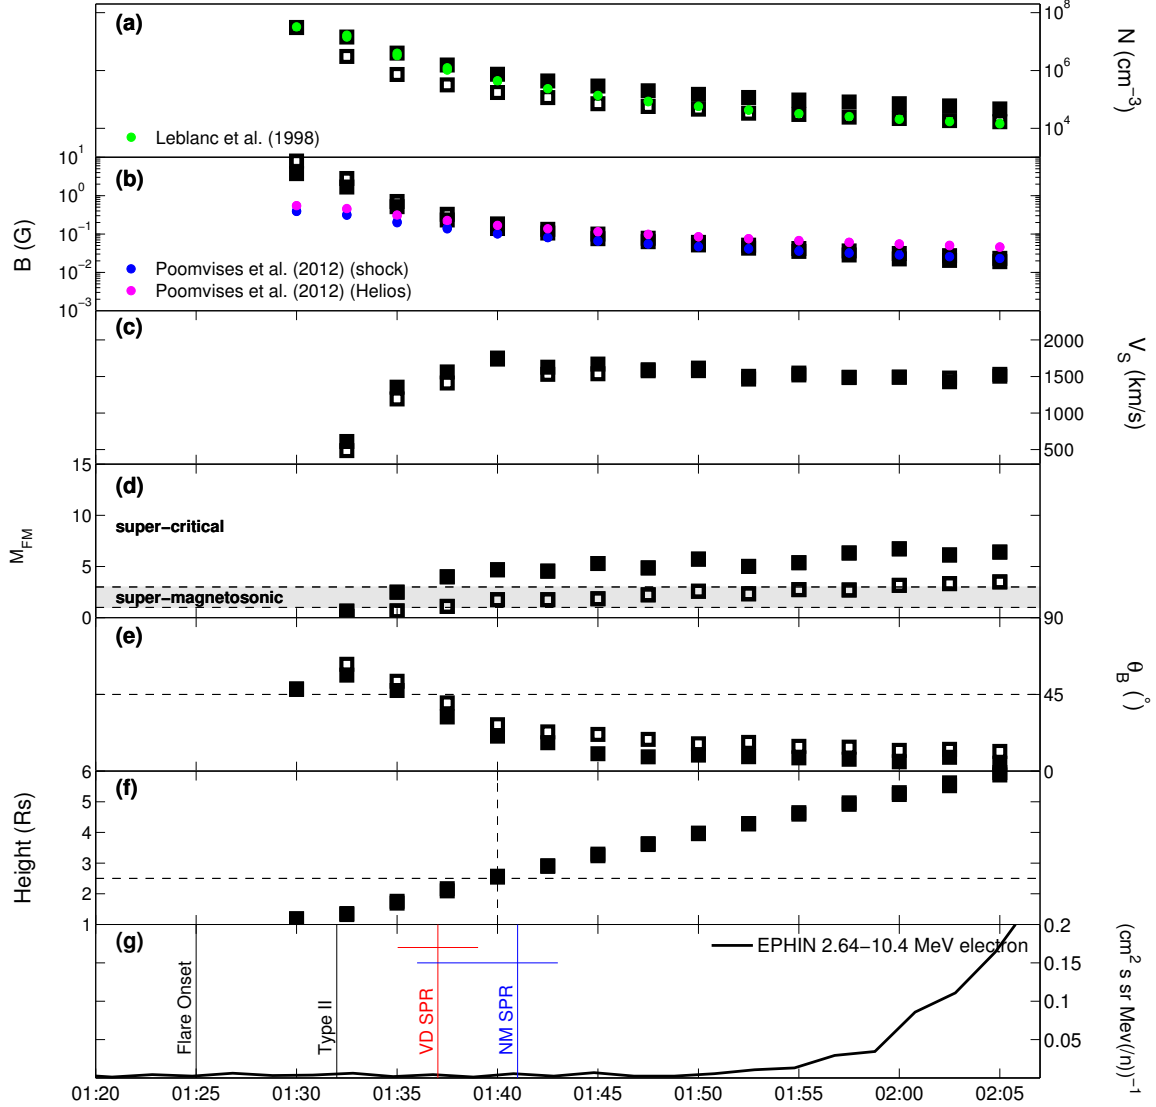 (a)
10^8
10^6
10^4
N (cm^−3)
Leblanc et al. (1998)
(b)
10^1
10^0
10^−1
10^−2
10^−3
B (G)
Poomvises et al. (2012) (shock)
Poomvises et al. (2012) (Helios)
(c)
2000
1500
1000
500
V_S (km/s)
(d)
15
10
5
0
M_FM
super−critical
super−magnetosonic
(e)
90
45
0
θ_B (°)
(f)
6
5
4
3
2
1
Height (Rs)
(g)
EPHIN 2.64−10.4 MeV electron
0.2
0.15
0.1
0.05
(cm^2 s sr Mev(/n))^−1
Flare Onset
Type II
VD SPR
NM SPR
01:20 01:25 01:30 01:35 01:40 01:45 01:50 01:55 02:00 02:05